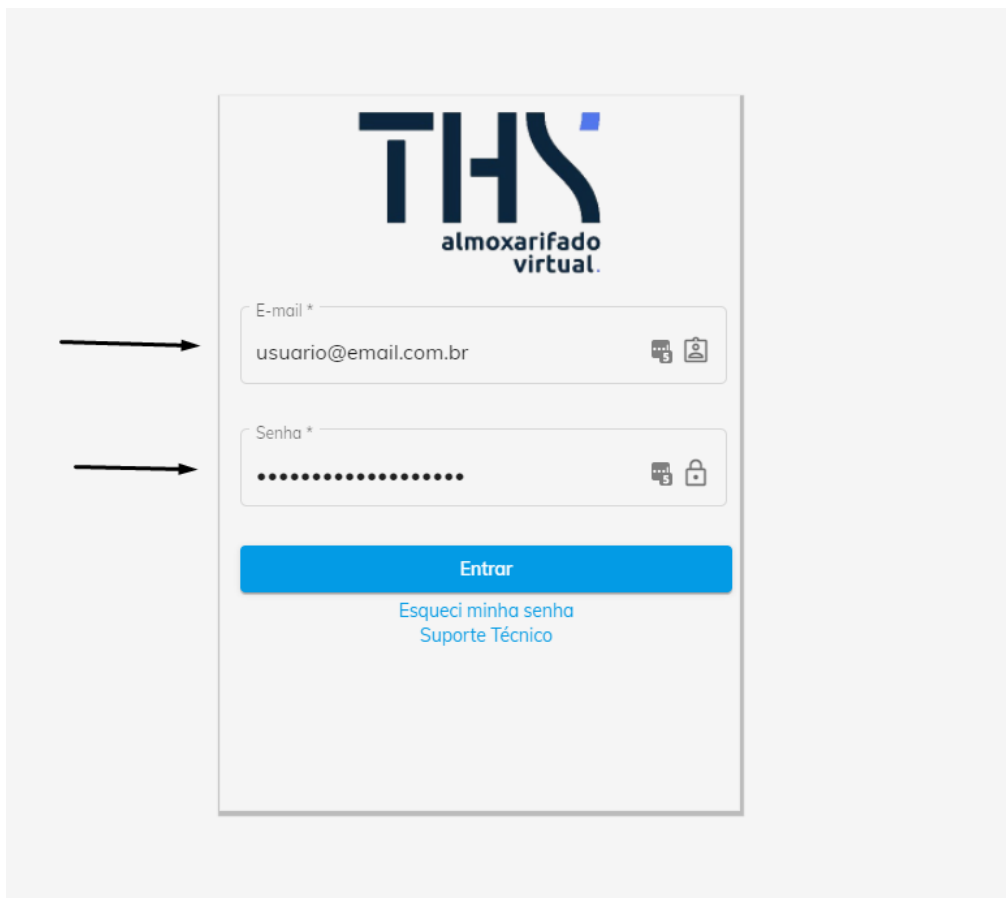 THS
almoxarifado
virtual.
E-mail *
usuario@email.com.br
Senha *
•••••••••••••••••••
Entrar
Esqueci minha senha
Suporte Técnico